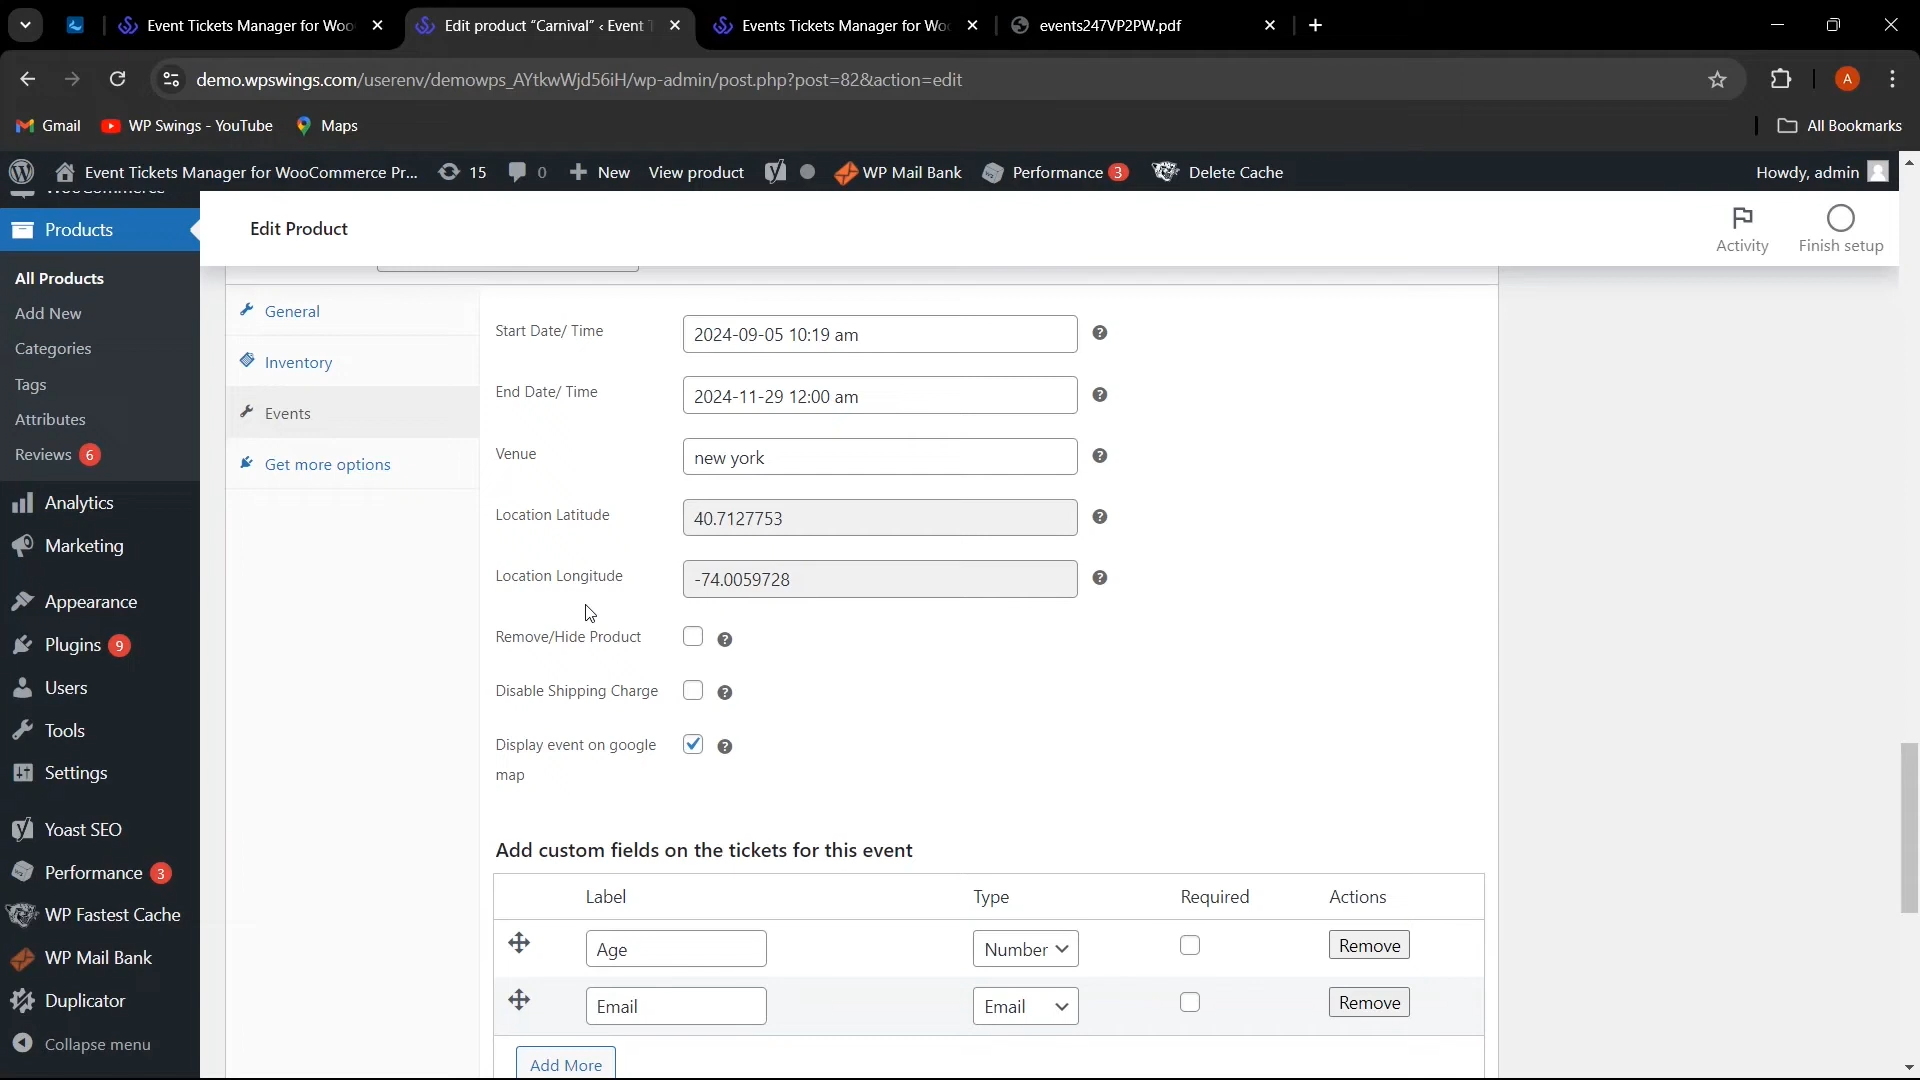 Event Tickets Manager for Woo
Edit product "Carnival" ‹ Event T
Events Tickets Manager for Wo
events247VP2PW.pdf
demo.wpswings.com/userenv/demowps_AYtkwWjd56iH/wp-admin/post.php?post=82&action=edit
A
Gmail
WP Swings - YouTube
Maps
All Bookmarks
Event Tickets Manager for WooCommerce Pr...
15
0
New
View product
WP Mail Bank
Performance 3
Delete Cache
Howdy, admin
WooCommerce
Products
All Products
Add New
Categories
Tags
Attributes
Reviews 6
Analytics
Marketing
Appearance
Plugins 9
Users
Tools
Settings
Yoast SEO
Performance 3
WP Fastest Cache
WP Mail Bank
Duplicator
Collapse menu
Edit Product
Activity
Finish setup
General
Inventory
Events
Get more options
Start Date/ Time
2024-09-05 10:19 am
End Date/ Time
2024-11-29 12:00 am
Venue
new york
Location Latitude
40.7127753
Location Longitude
-74.0059728
Remove/Hide Product
Disable Shipping Charge
Display event on google
map
Add custom fields on the tickets for this event
Label
Type
Required
Actions
Age
Number
Remove
Email
Email
Remove
Add More